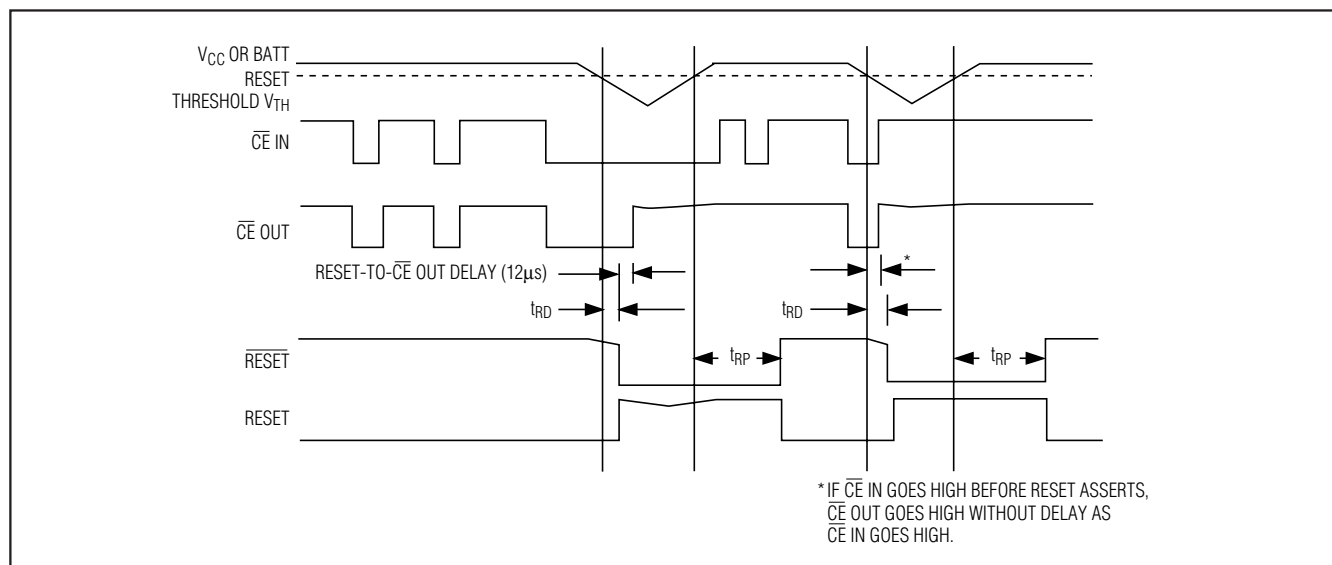 VCC OR BATT
RESET
THRESHOLD VTH
CE IN
CE OUT
RESET-TO-CE OUT DELAY (12μs)
*
tRD
tRD
RESET
tRP
tRP
RESET
* IF CE IN GOES HIGH BEFORE RESET ASSERTS,
CE OUT GOES HIGH WITHOUT DELAY AS
CE IN GOES HIGH.